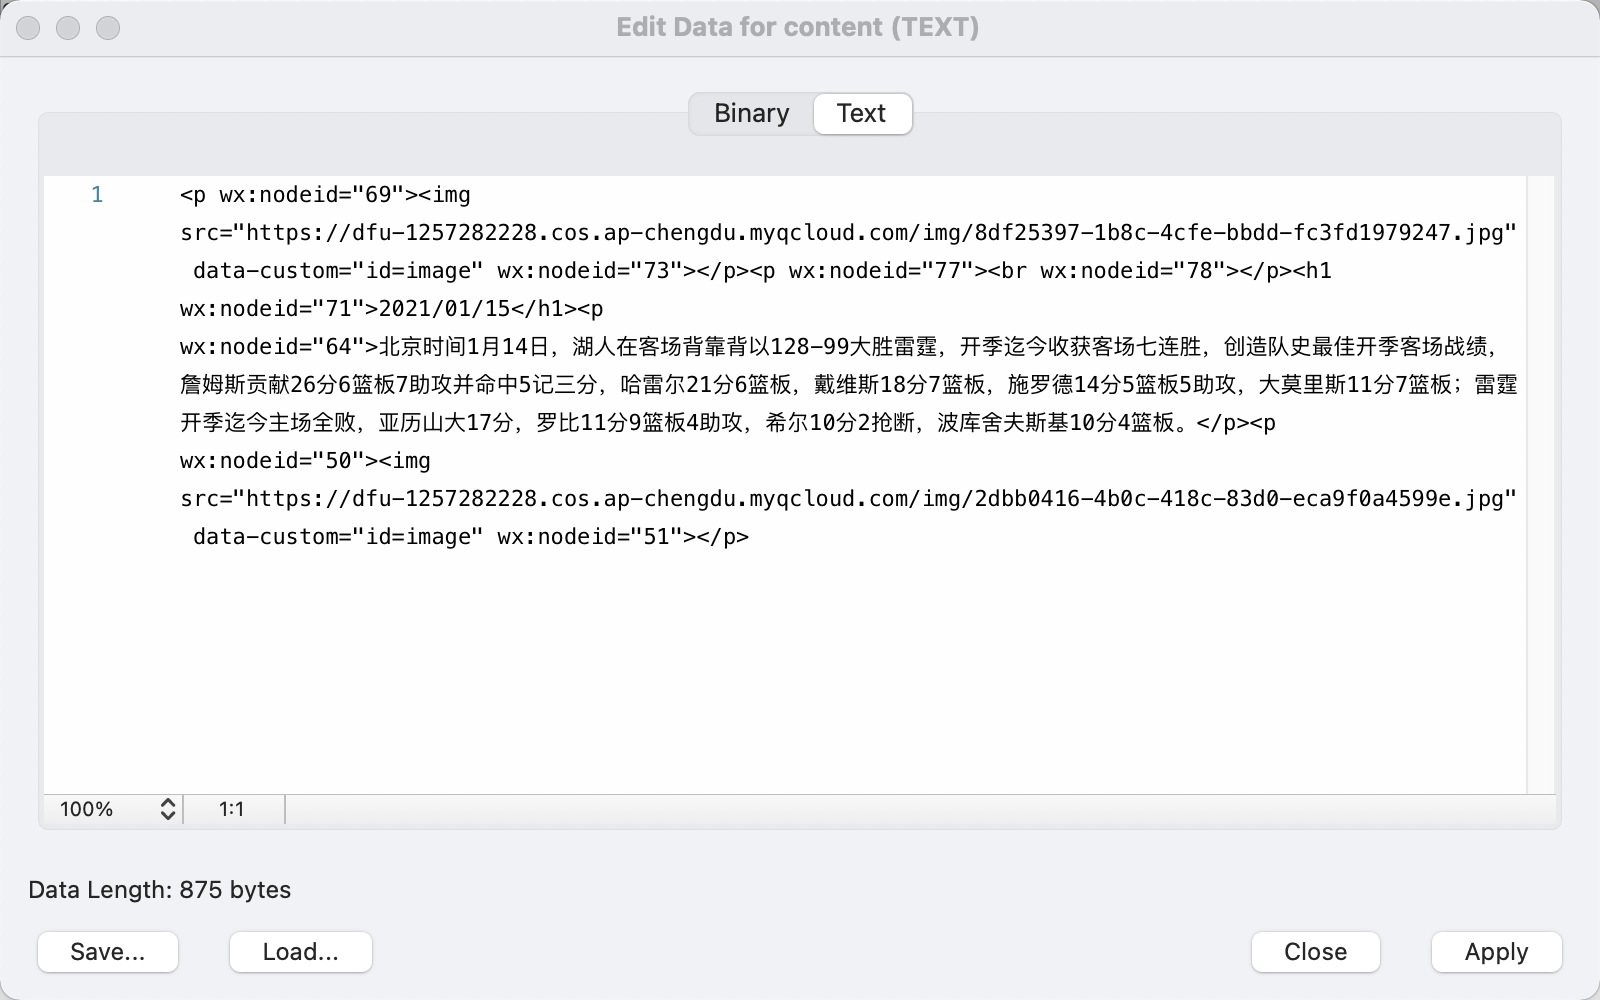 Edit Data for content (TEXT)
Binary
Text
1
<p wx:nodeid="69"><img
src="https://dfu-1257282228.cos.ap-chengdu.myqcloud.com/img/8df25397-1b8c-4cfe-bbdd-fc3fd1979247.jpg"
data-custom="id=image" wx:nodeid="73"></p><p wx:nodeid="77"><br wx:nodeid="78"></p><h1
wx:nodeid="71">2021/01/15</h1><p
wx:nodeid="64">北京时间1月14日，湖人在客场背靠背以128-99大胜雷霆，开季迄今收获客场七连胜，创造队史最佳开季客场战绩，
詹姆斯贡献26分6篮板7助攻并命中5记三分，哈雷尔21分6篮板，戴维斯18分7篮板，施罗德14分5篮板5助攻，大莫里斯11分7篮板；雷霆
开季迄今主场全败，亚历山大17分，罗比11分9篮板4助攻，希尔10分2抢断，波库舍夫斯基10分4篮板。</p><p
wx:nodeid="50"><img
src="https://dfu-1257282228.cos.ap-chengdu.myqcloud.com/img/2dbb0416-4b0c-418c-83d0-eca9f0a4599e.jpg"
data-custom="id=image" wx:nodeid="51"></p>
100%
1:1
Data Length: 875 bytes
Save...
Load...
Close
Apply